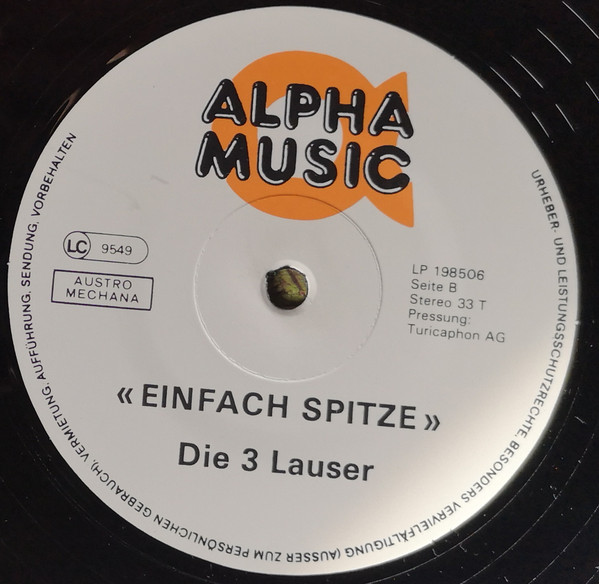 ALPHA
MUSIC
LC 9549
AUSTRO
MECHANA
LP 198506
Seite B
Stereo 33 T
Pressung:
Turicaphon AG
« EINFACH SPITZE »
Die 3 Lauser
URHEBER- UND LEISTUNGSSCHUTZRECHTE, BESONDERS VERVIELFÄLTIGUNG (AUSSER ZUM PERSÖNLICHEN GEBRAUCH), VERMIETUNG, AUFFÜHRUNG, SENDUNG, VORBEHALTEN